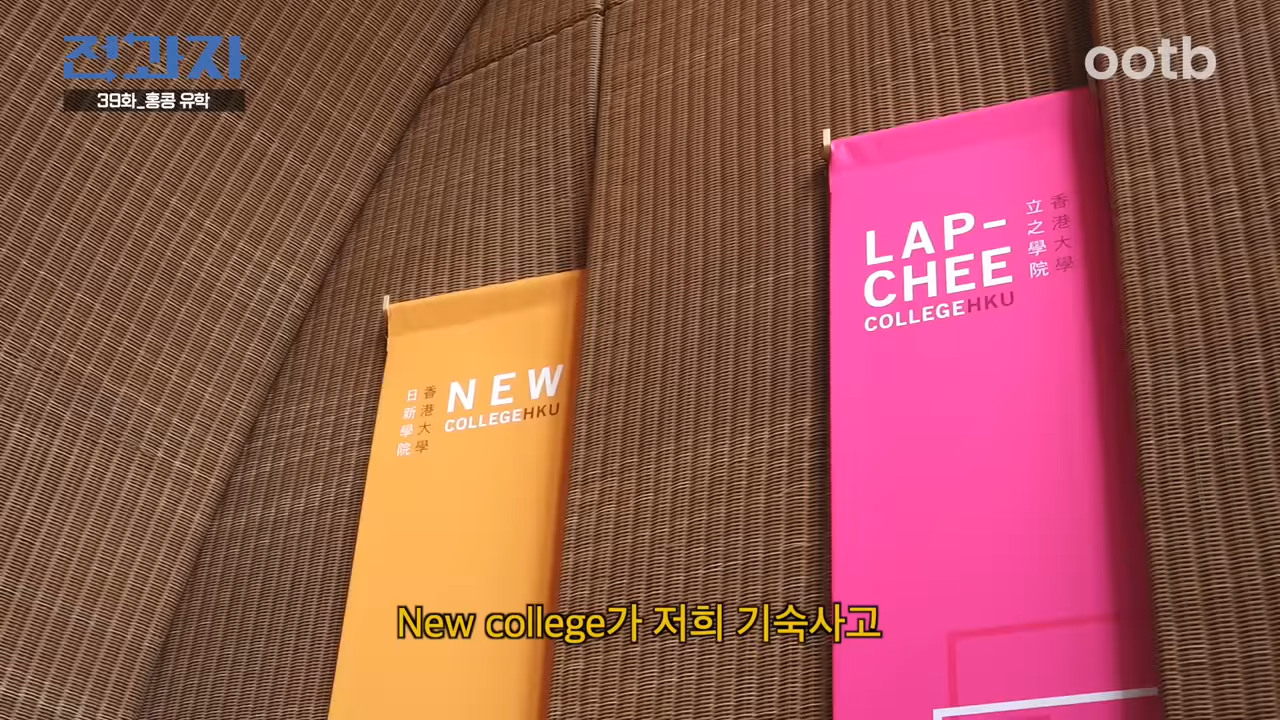 전과자
39화_홍콩 유학
ootb
LAP-
CHEE
COLLEGEHKU
香港大學
立之學院
NEW
COLLEGEHKU
香港大學
日新學院
New college가 저희 기숙사고